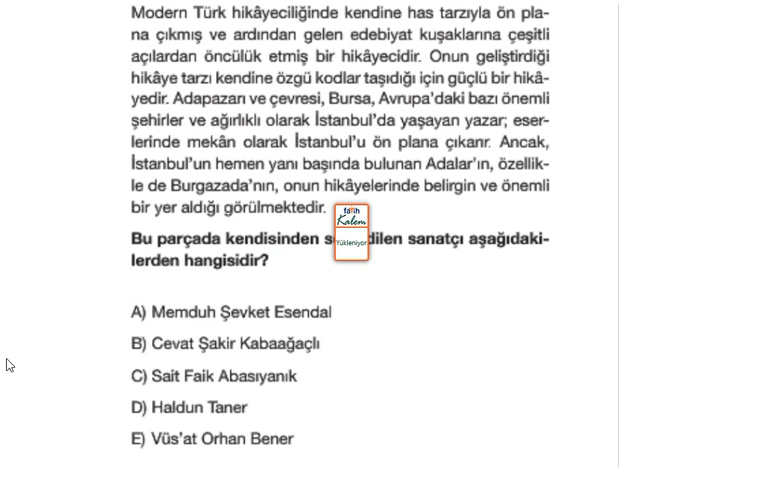 Modern Türk hikâyeciliğinde kendine has tarzıyla ön pla-
na çıkmış ve ardından gelen edebiyat kuşaklarına çeşitli
açılardan öncülük etmiş bir hikâyecidir. Onun geliştirdiği
hikâye tarzı kendine özgü kodlar taşıdığı için güçlü bir hikâ-
yedir. Adapazarı ve çevresi, Bursa, Avrupa'daki bazı önemli
şehirler ve ağırlıklı olarak İstanbul'da yaşayan yazar; eser-
lerinde mekân olarak İstanbul'u ön plana çıkarır. Ancak,
İstanbul'un hemen yanı başında bulunan Adalar'ın, özellik-
le de Burgazada'nın, onun hikâyelerinde belirgin ve önemli
bir yer aldığı görülmektedir.
fatih
Kalem
Yükleniyor
Bu parçada kendisinden s dilen sanatçı aşağıdaki-
lerden hangisidir?
A) Memduh Şevket Esendal
B) Cevat Şakir Kabaağaçlı
C) Sait Faik Abasıyanık
D) Haldun Taner
E) Vüs'at Orhan Bener